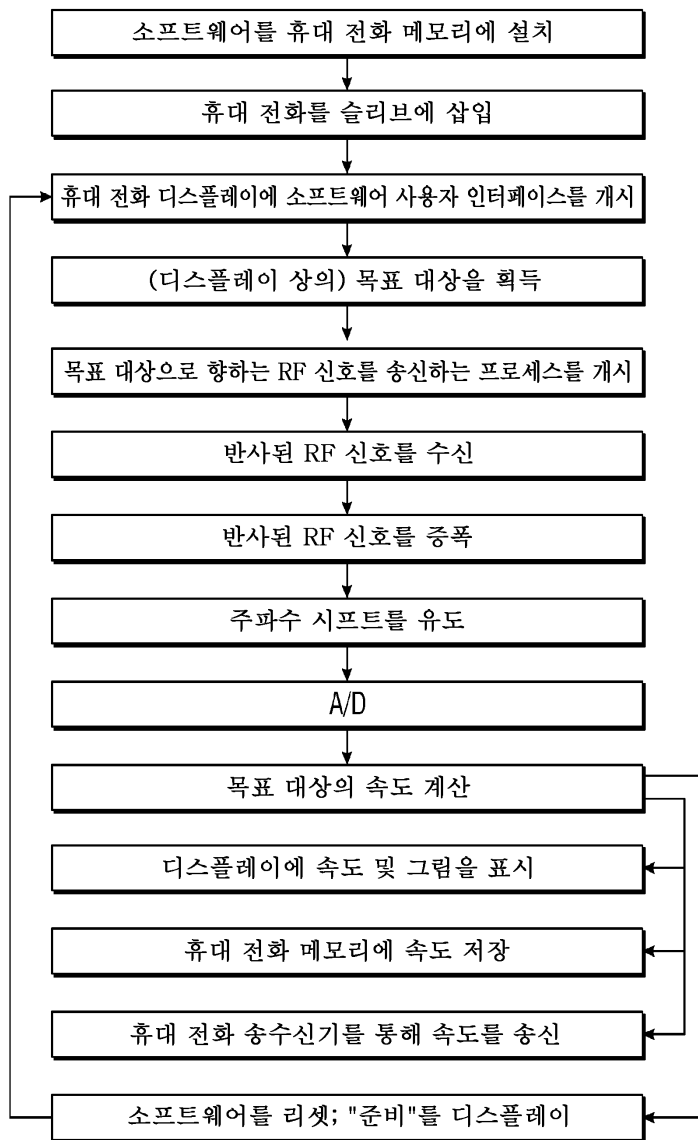 소프트웨어를 휴대 전화 메모리에 설치
휴대 전화를 슬리브에 삽입
휴대 전화 디스플레이에 소프트웨어 사용자 인터페이스를 개시
(디스플레이 상의) 목표 대상을 획득
목표 대상으로 향하는 RF 신호를 송신하는 프로세스를 개시
반사된 RF 신호를 수신
반사된 RF 신호를 증폭
주파수 시프트를 유도
A/D
목표 대상의 속도 계산
디스플레이에 속도 및 그림을 표시
휴대 전화 메모리에 속도 저장
휴대 전화 송수신기를 통해 속도를 송신
소프트웨어를 리셋; "준비"를 디스플레이